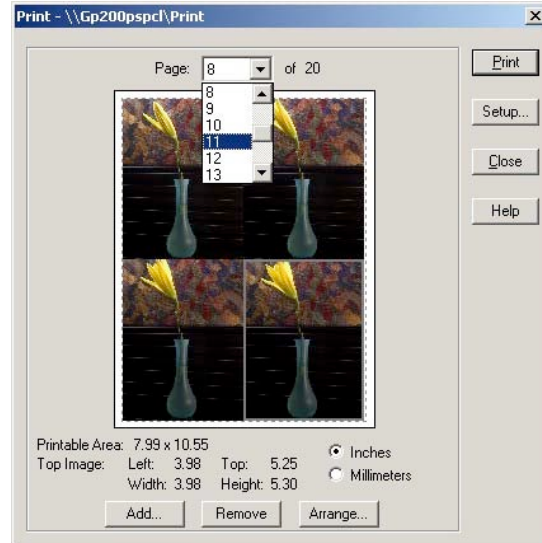 Print - \\Gp200pspcl\Print
Page: 8 of 20
Print
8
9
10
11
12
13
Setup...
Close
Help
Printable Area: 7.99 x 10.55
Top Image: Left: 3.98 Top: 5.25
Width: 3.98 Height: 5.30
Inches
Millimeters
Add... Remove Arrange...